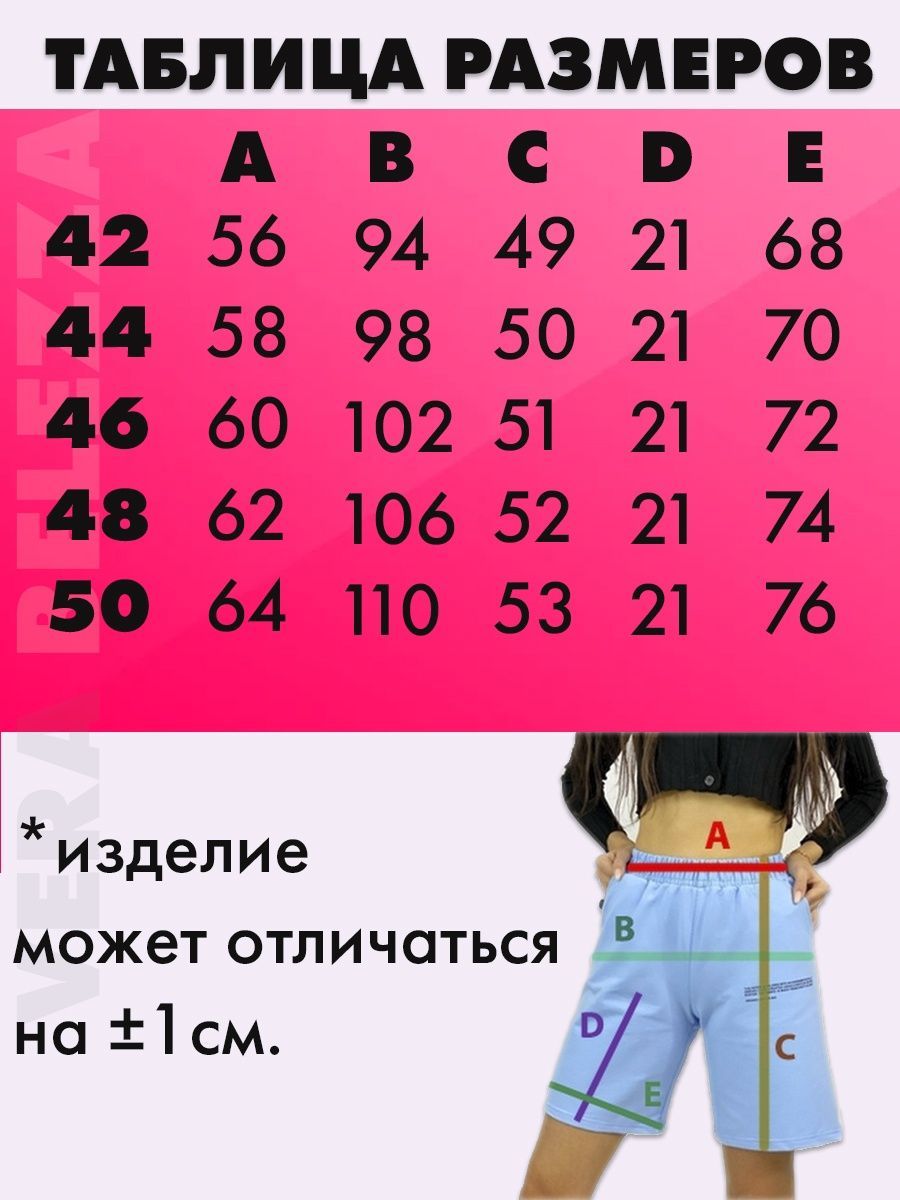 ТАБЛИЦА РАЗМЕРОВ
A B C D E
42 56 94 49 21 68
44 58 98 50 21 70
46 60 102 51 21 72
48 62 106 52 21 74
50 64 110 53 21 76
VERA BELEZZA
*изделие
может отличаться
на ±1см.
A
B
D
C
E